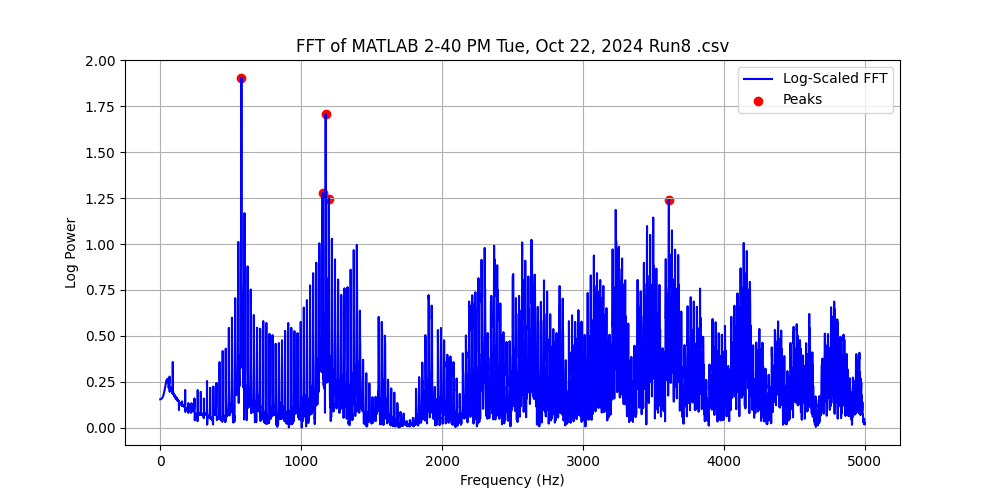 FFT of MATLAB 2-40 PM Tue, Oct 22, 2024 Run8 .csv
Log-Scaled FFT
Peaks
Log Power
2.00
1.75
1.50
1.25
1.00
0.75
0.50
0.25
0.00
0 1000 2000 3000 4000 5000
Frequency (Hz)